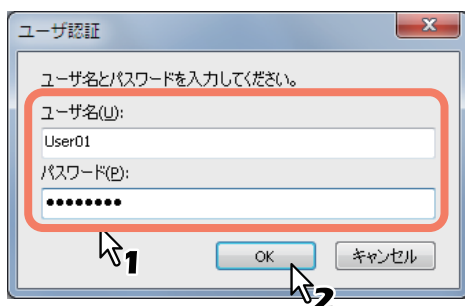 ユーザ認証
ユーザ名とパスワードを入力してください。
ユーザ名(U):
User01
パスワード(P):
●●●●●●●●
1
OK
キャンセル
2